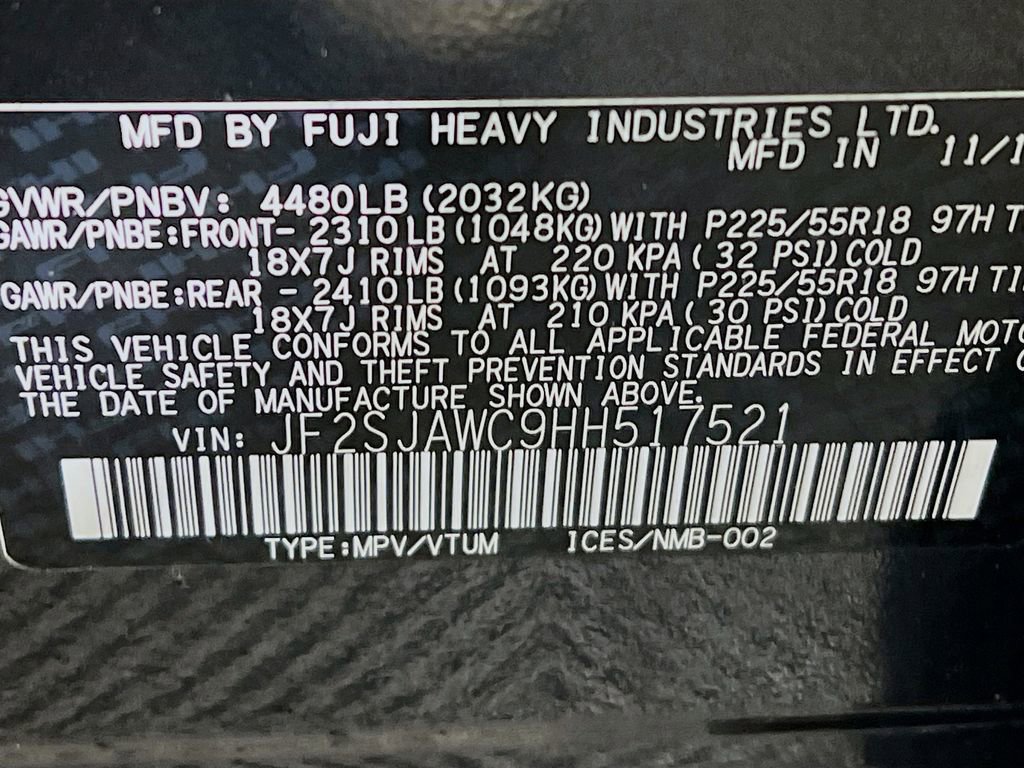 MFD BY FUJI HEAVY INDUSTRIES LTD.
MFD IN 11/1
GVWR/PNBV: 4480LB (2032KG)
GAWR/PNBE:FRONT- 2310LB (1048KG) WITH P225/55R18 97H
18X7J RIMS AT 220 KPA ( 32 PSI) COLD
GAWR/PNBE:REAR - 2410LB (1093KG) WITH P225/55R18 97H
18X7J RIMS AT 210 KPA ( 30 PSI) COLD
THIS VEHICLE CONFORMS TO ALL APPLICABLE FEDERAL MOTO
VEHICLE SAFETY AND THEFT PREVENTION STANDARDS IN EFFECT
THE DATE OF MANUFACTURE SHOWN ABOVE.
VIN: JF2SJAWC9HH517521
TYPE:MPV/VTUM ICES/NMB-002